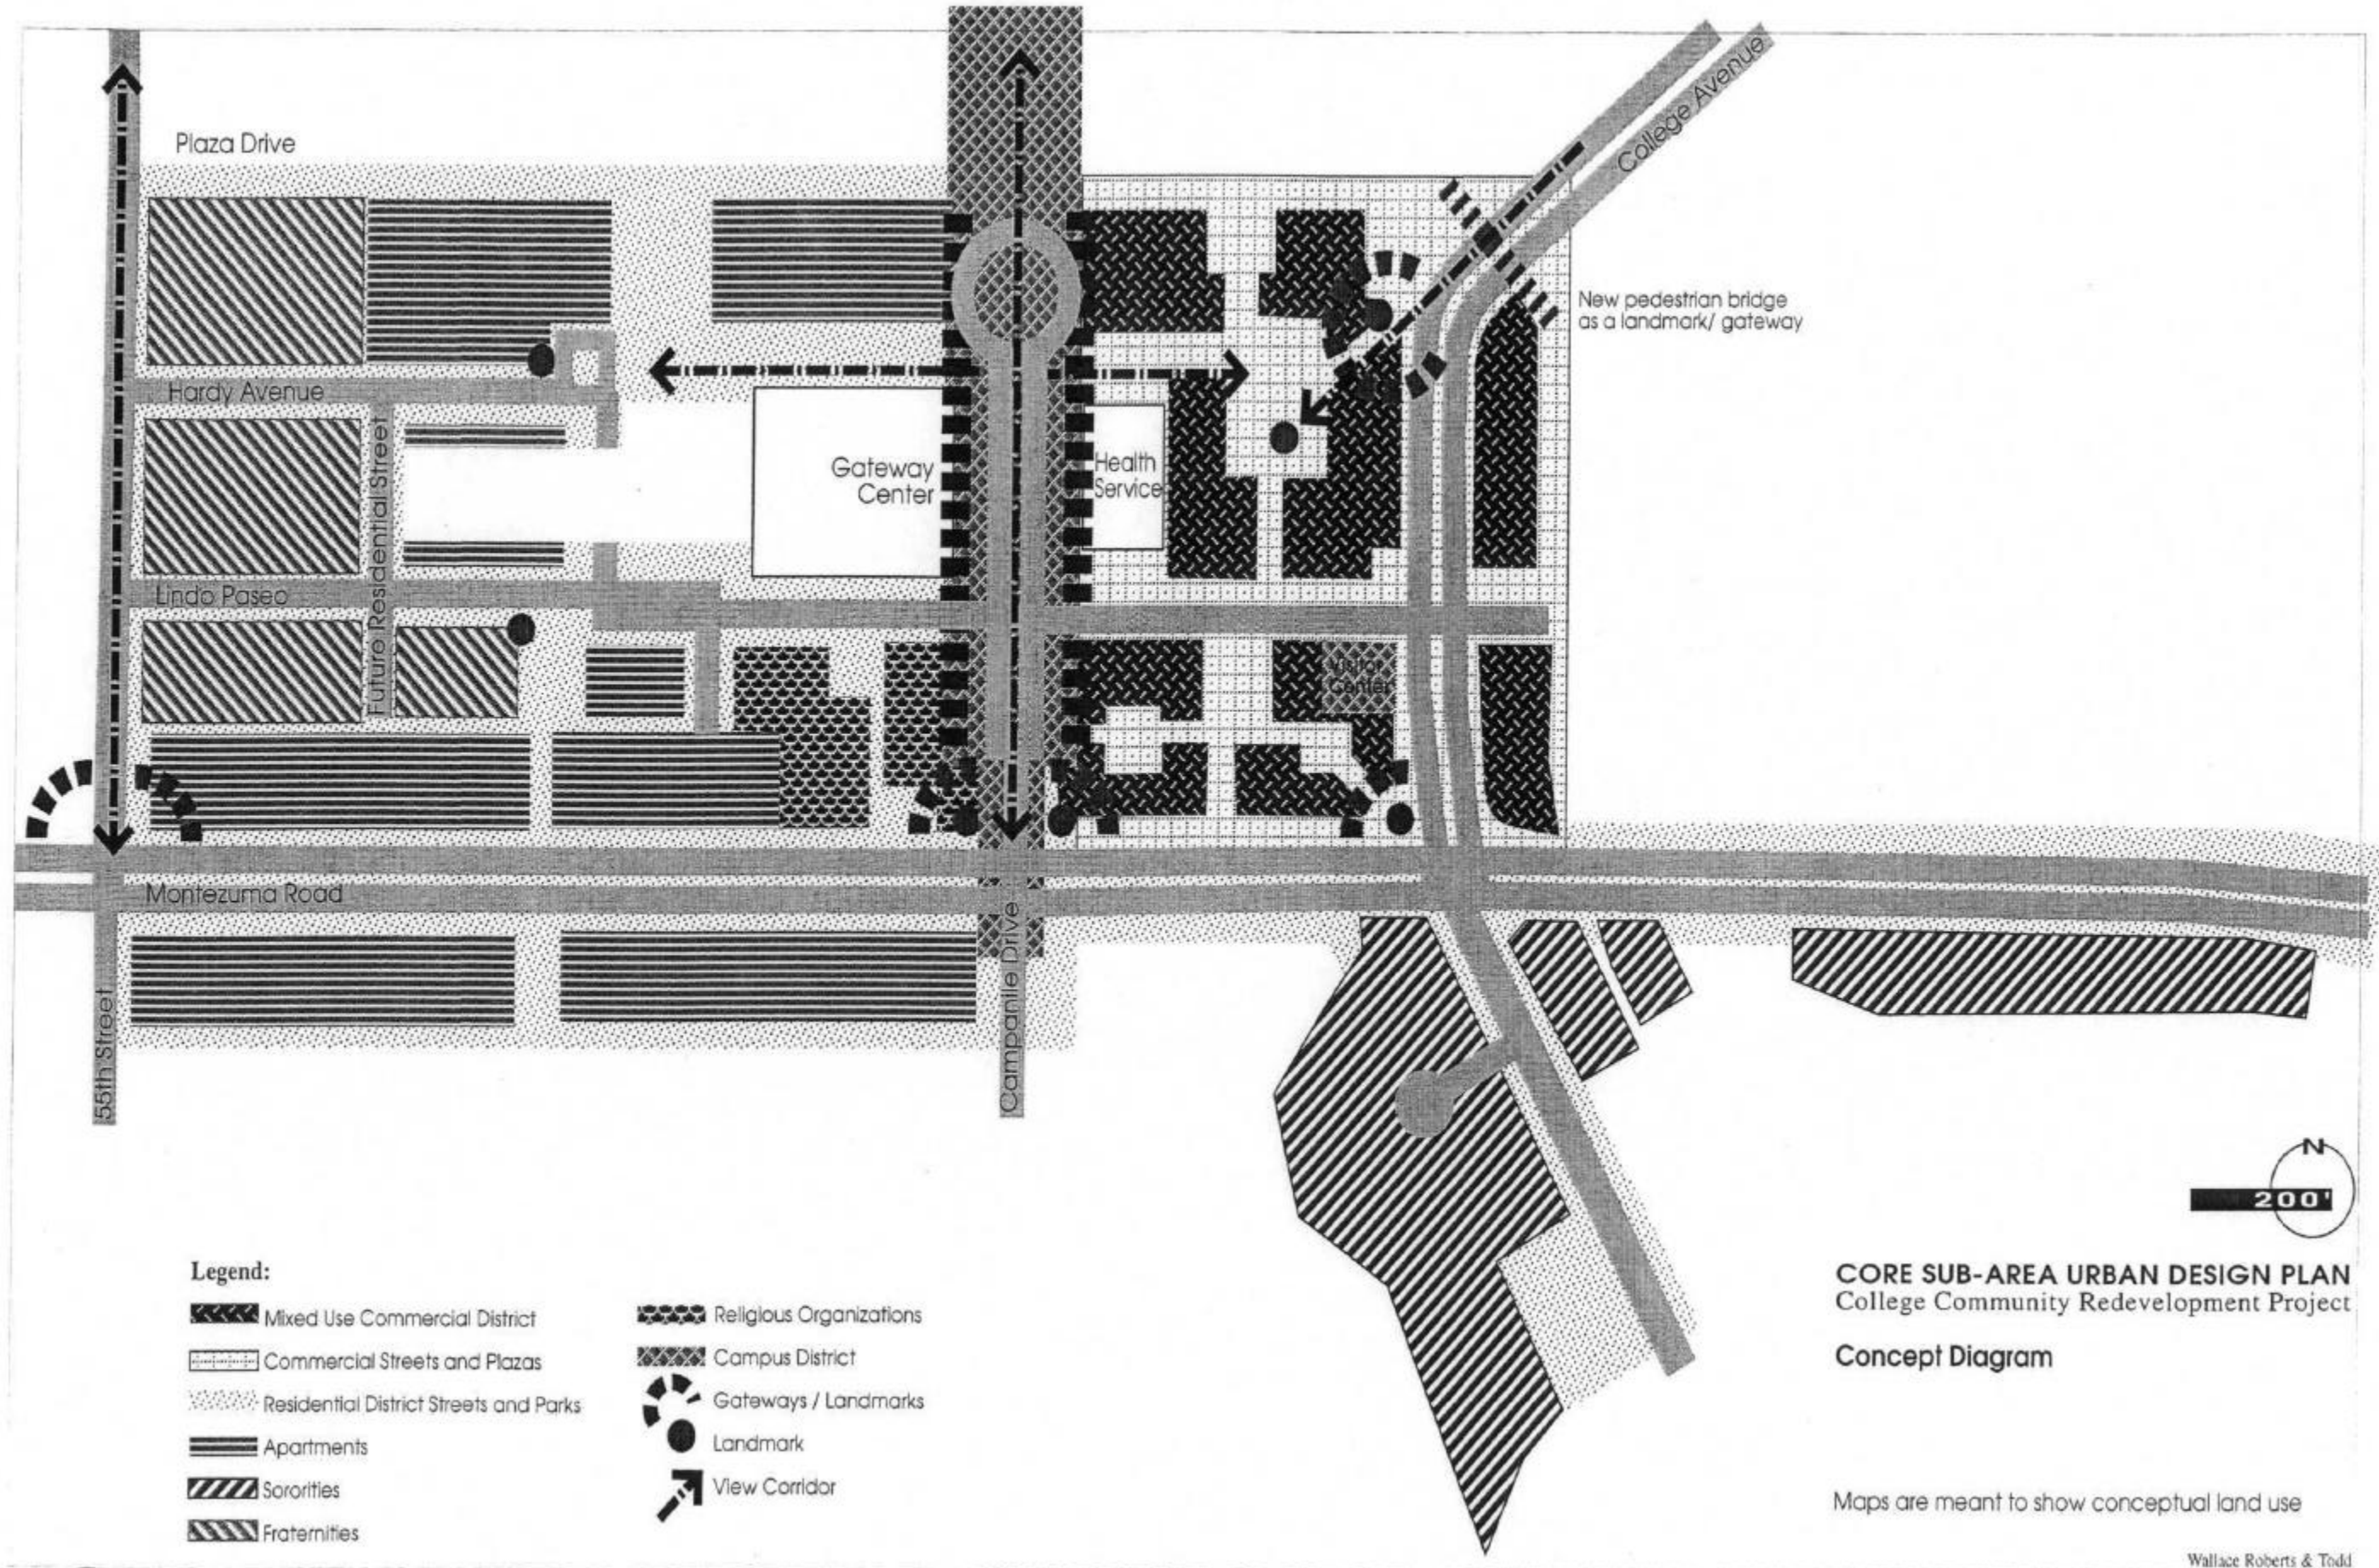 College Avenue
Plaza Drive
New pedestrian bridge
as a landmark/ gateway
Hardy Avenue
Future Residential Street
Gateway
Center
Health
Service
Lindo Paseo
Visitor
Center
Montezuma Road
55th Street
Campanile Drive
N
200'
Legend:
Mixed Use Commercial District
Commercial Streets and Plazas
Residential District Streets and Parks
Apartments
Sororities
Fraternities
Religious Organizations
Campus District
Gateways / Landmarks
Landmark
View Corridor
CORE SUB-AREA URBAN DESIGN PLAN
College Community Redevelopment Project
Concept Diagram
Maps are meant to show conceptual land use
Wallace Roberts & Todd